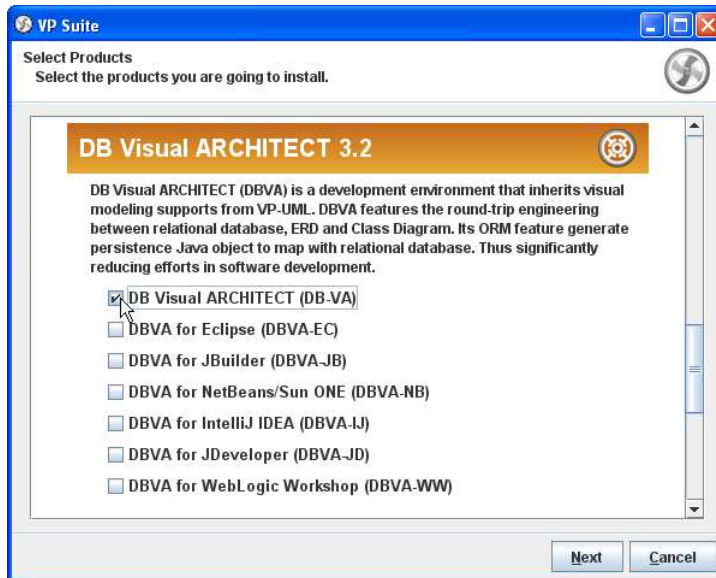 VP Suite
Select Products
Select the products you are going to install.
DB Visual ARCHITECT 3.2
DB Visual ARCHITECT (DBVA) is a development environment that inherits visual
modeling supports from VP-UML. DBVA features the round-trip engineering
between relational database, ERD and Class Diagram. Its ORM feature generate
persistence Java object to map with relational database. Thus significantly
reducing efforts in software development.
DB Visual ARCHITECT (DB-VA)
DBVA for Eclipse (DBVA-EC)
DBVA for JBuilder (DBVA-JB)
DBVA for NetBeans/Sun ONE (DBVA-NB)
DBVA for IntelliJ IDEA (DBVA-IJ)
DBVA for JDeveloper (DBVA-JD)
DBVA for WebLogic Workshop (DBVA-WW)
Next Cancel